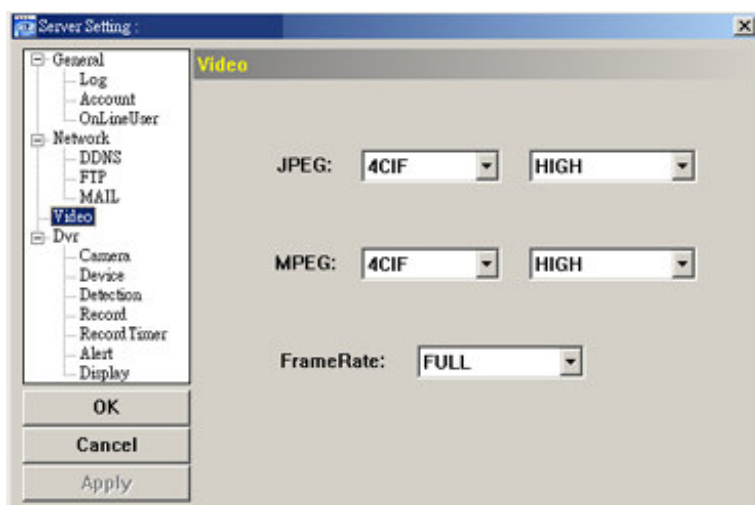 Server Setting :
General
Log
Account
OnLineUser
Network
DDNS
FTP
MAIL
Video
Dvr
Camera
Device
Detection
Record
Record Timer
Alert
Display
OK
Cancel
Apply
Video
JPEG: 4CIF HIGH
MPEG: 4CIF HIGH
FrameRate: FULL